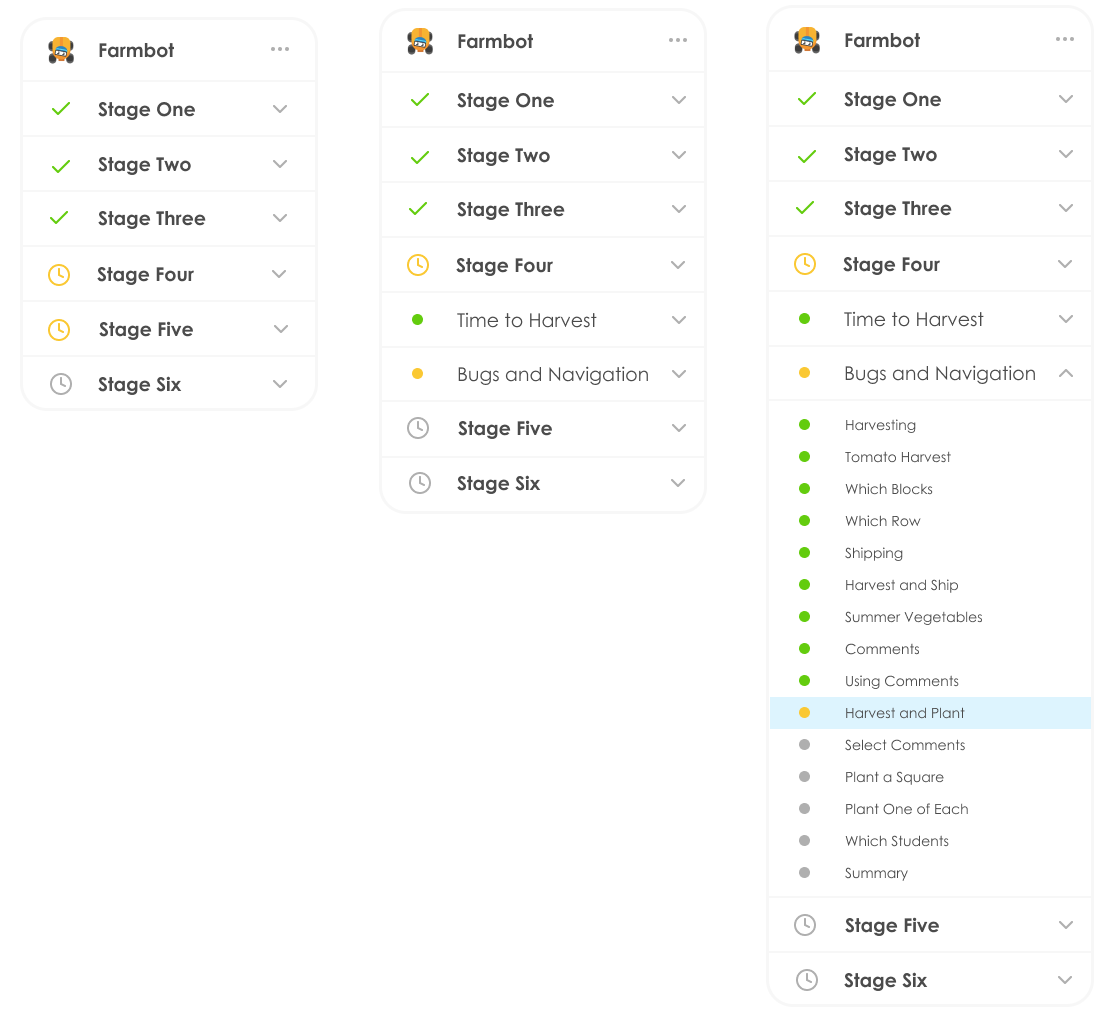 Farmbot
Stage One
Stage Two
Stage Three
Stage Four
Stage Five
Stage Six
Farmbot
Stage One
Stage Two
Stage Three
Stage Four
Time to Harvest
Bugs and Navigation
Stage Five
Stage Six
Farmbot
Stage One
Stage Two
Stage Three
Stage Four
Time to Harvest
Bugs and Navigation
Harvesting
Tomato Harvest
Which Blocks
Which Row
Shipping
Harvest and Ship
Summer Vegetables
Comments
Using Comments
Harvest and Plant
Select Comments
Plant a Square
Plant One of Each
Which Students
Summary
Stage Five
Stage Six